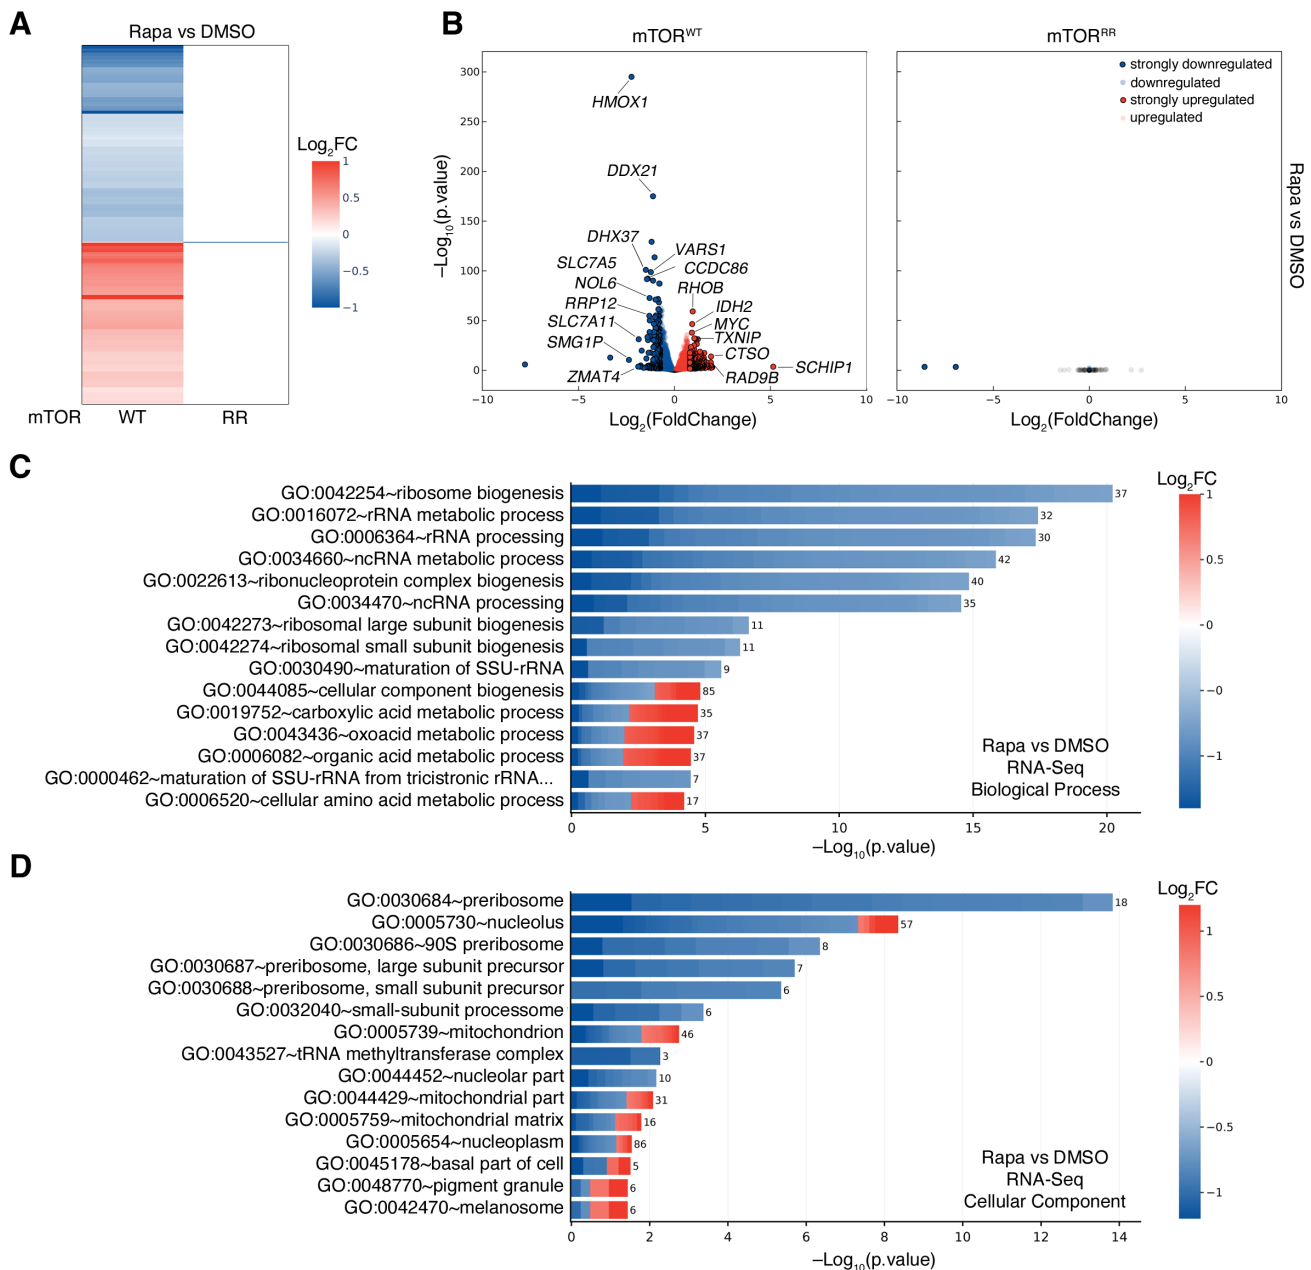 A
Rapa vs DMSO
Log2FC
1
0.5
0
−0.5
−1
mTOR WT RR
B
mTORWT
mTORRR
−Log10(p.value)
300
250
200
150
100
50
0
HMOX1
DDX21
DHX37
VARS1
SLC7A5
CCDC86
NOL6
RHOB
RRP12
IDH2
SLC7A11
MYC
TXNIP
SMG1P
CTSO
SCHIP1
ZMAT4
RAD9B
−10 −5 0 5 10
Log2(FoldChange)
strongly downregulated
downregulated
strongly upregulated
upregulated
−10 −5 0 5 10
Log2(FoldChange)
Rapa vs DMSO
C
GO:0042254~ribosome biogenesis 37
GO:0016072~rRNA metabolic process 32
GO:0006364~rRNA processing 30
GO:0034660~ncRNA metabolic process 42
GO:0022613~ribonucleoprotein complex biogenesis 40
GO:0034470~ncRNA processing 35
GO:0042273~ribosomal large subunit biogenesis 11
GO:0042274~ribosomal small subunit biogenesis 11
GO:0030490~maturation of SSU-rRNA 9
GO:0044085~cellular component biogenesis 85
GO:0019752~carboxylic acid metabolic process 35
GO:0043436~oxoacid metabolic process 37
GO:0006082~organic acid metabolic process 37
GO:0000462~maturation of SSU-rRNA from tricistronic rRNA... 7
GO:0006520~cellular amino acid metabolic process 17
0 5 10 15 20
−Log10(p.value)
Rapa vs DMSO
RNA-Seq
Biological Process
Log2FC
1
0.5
0
−0
−1
D
GO:0030684~preribosome 18
GO:0005730~nucleolus 57
GO:0030686~90S preribosome 8
GO:0030687~preribosome, large subunit precursor 7
GO:0030688~preribosome, small subunit precursor 6
GO:0032040~small-subunit processome 6
GO:0005739~mitochondrion 46
GO:0043527~tRNA methyltransferase complex 3
GO:0044452~nucleolar part 10
GO:0044429~mitochondrial part 31
GO:0005759~mitochondrial matrix 16
GO:0005654~nucleoplasm 86
GO:0045178~basal part of cell 5
GO:0048770~pigment granule 6
GO:0042470~melanosome 6
0 2 4 6 8 10 12 14
−Log10(p.value)
Rapa vs DMSO
RNA-Seq
Cellular Component
Log2FC
1
0.5
0
−0.5
−1